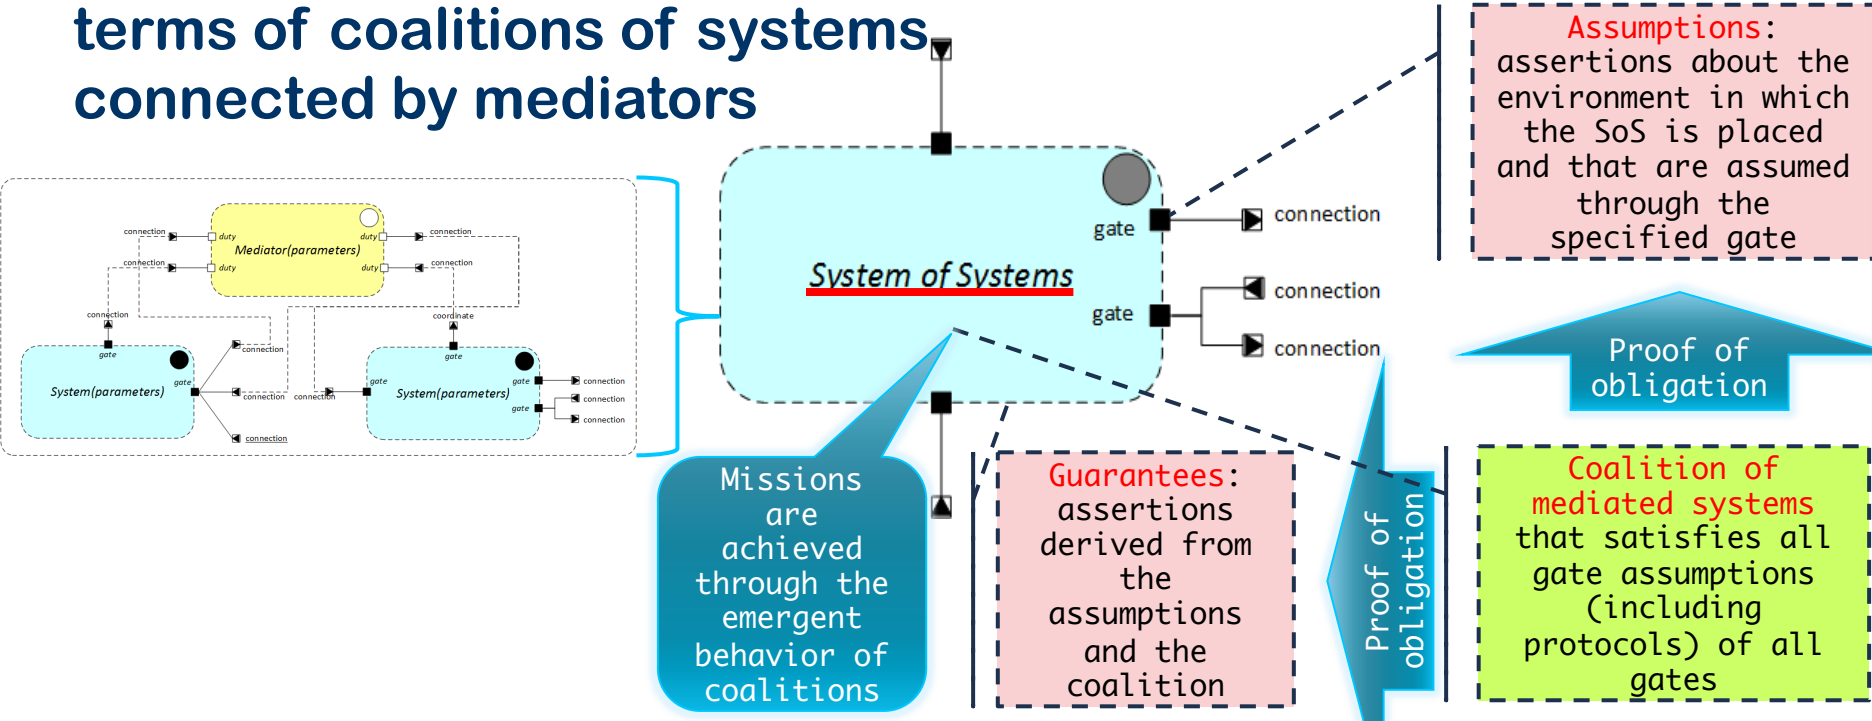 terms of coalitions of systems
connected by mediators
connection
duty
duty
connection
Mediator(parameters)
connection
duty
duty
connection
connection
coordinate
gate
connection
gate
System(parameters)
gate
connection
connection
connection
gate
System(parameters)
gate
connection
gate
connection
connection
System of Systems
gate
connection
gate
connection
connection
Assumptions:
assertions about the
environment in which
the SoS is placed
and that are assumed
through the
specified gate
Proof of
obligation
Missions
are
achieved
through the
emergent
behavior of
coalitions
Guarantees:
assertions
derived from
the
assumptions
and the
coalition
Proof of
obligation
Coalition of
mediated systems
that satisfies all
gate assumptions
(including
protocols) of all
gates